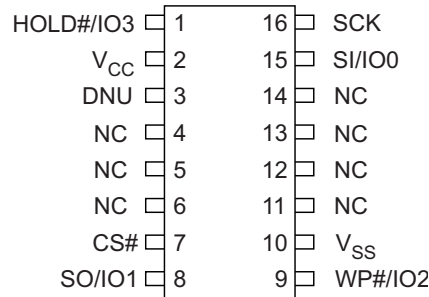 HOLD#/IO3 1 16 SCK
VCC 2 15 SI/IO0
DNU 3 14 NC
NC 4 13 NC
NC 5 12 NC
NC 6 11 NC
CS# 7 10 VSS
SO/IO1 8 9 WP#/IO2